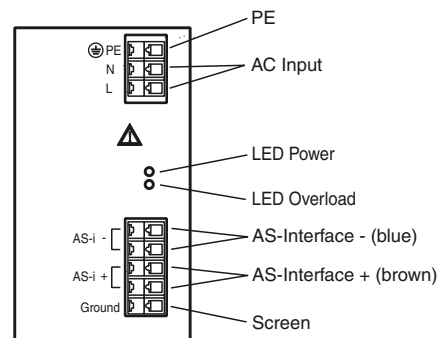 PE
PE
N
AC Input
L
LED Power
LED Overload
AS-i -
AS-Interface - (blue)
AS-i +
AS-Interface + (brown)
Ground
Screen